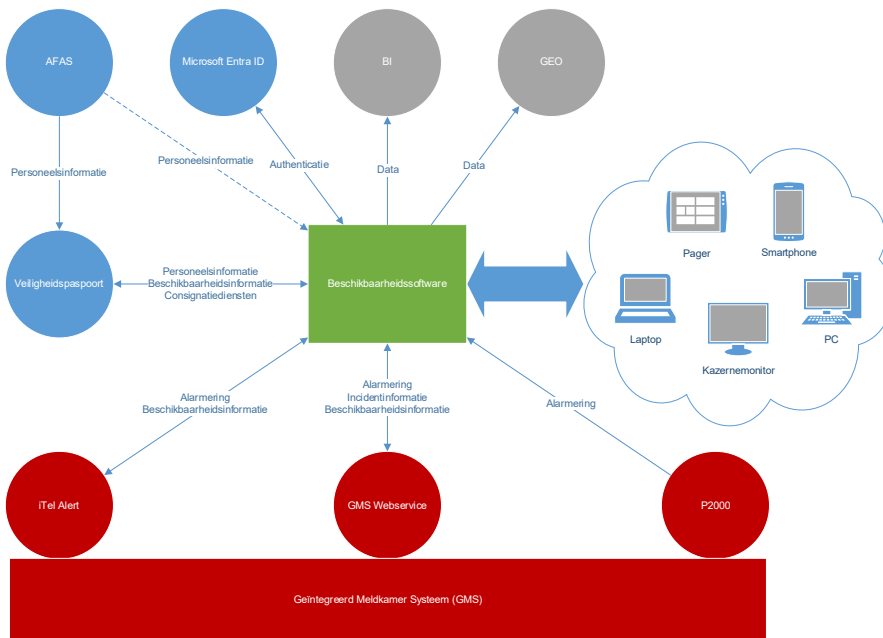 AFAS
Microsoft Entra ID
BI
GEO
Personeelsinformatie
Personeelsinformatie
Authenticatie
Data
Data
Pager
Smartphone
Veiligheidspaspoort
Personeelsinformatie
Beschikbaarheidsinformatie
Consignatiediensten
Beschikbaarheidssoftware
Laptop
PC
Kazernemonitor
Alarmering
Beschikbaarheidsinformatie
Alarmering
Incidentinformatie
Beschikbaarheidsinformatie
Alarmering
iTel Alert
GMS Webservice
P2000
Geïntegreerd Meldkamer Systeem (GMS)